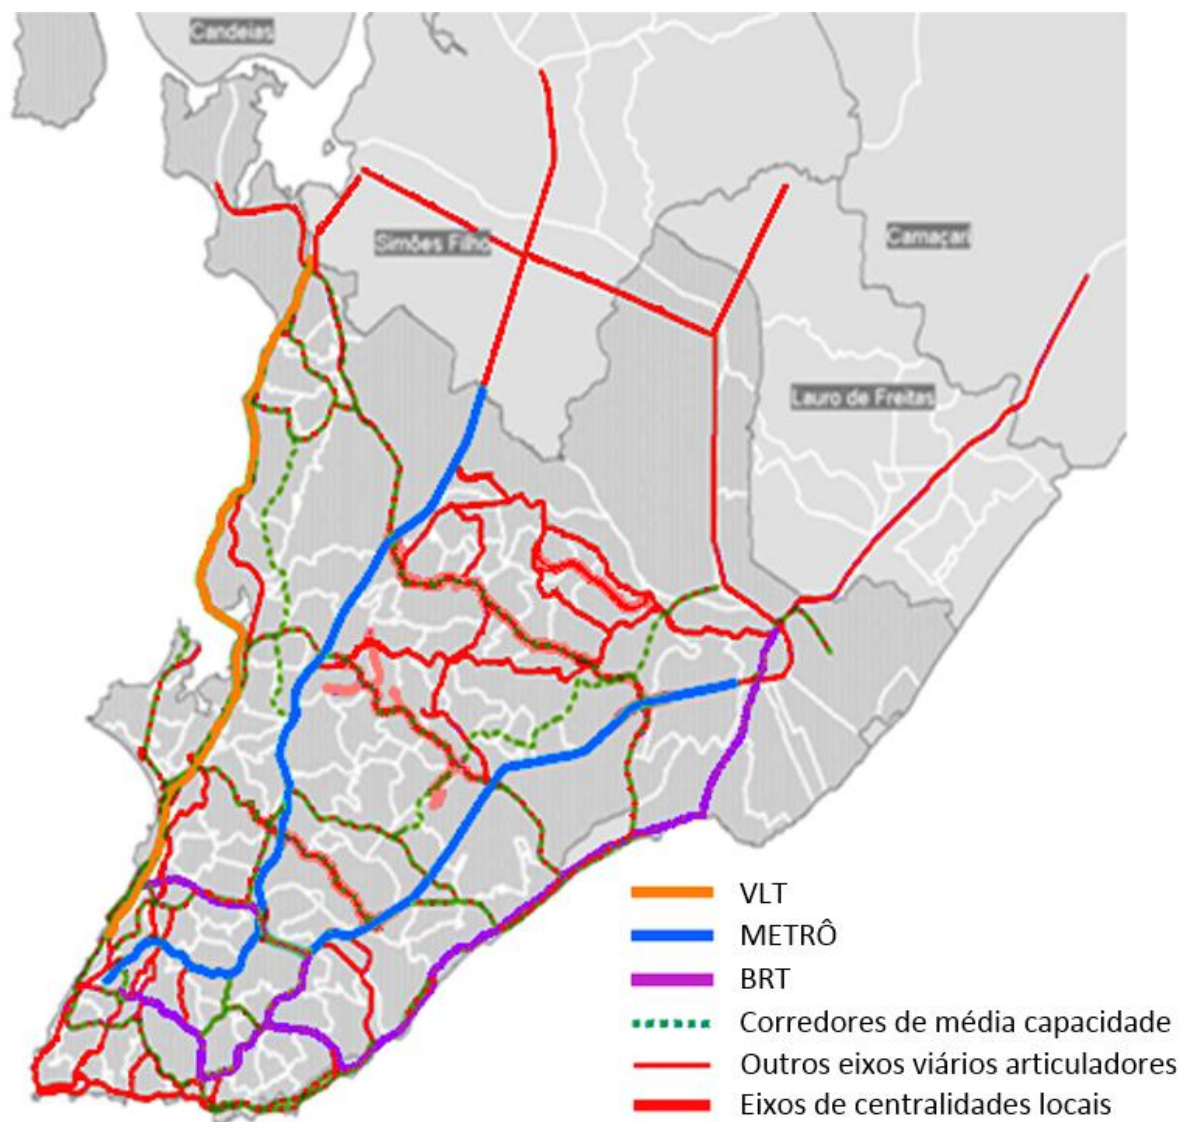 Candeias
Simões Filho
Camaçari
Lauro de Freitas
VLT
METRÔ
BRT
Corredores de média capacidade
Outros eixos viários articuladores
Eixos de centralidades locais